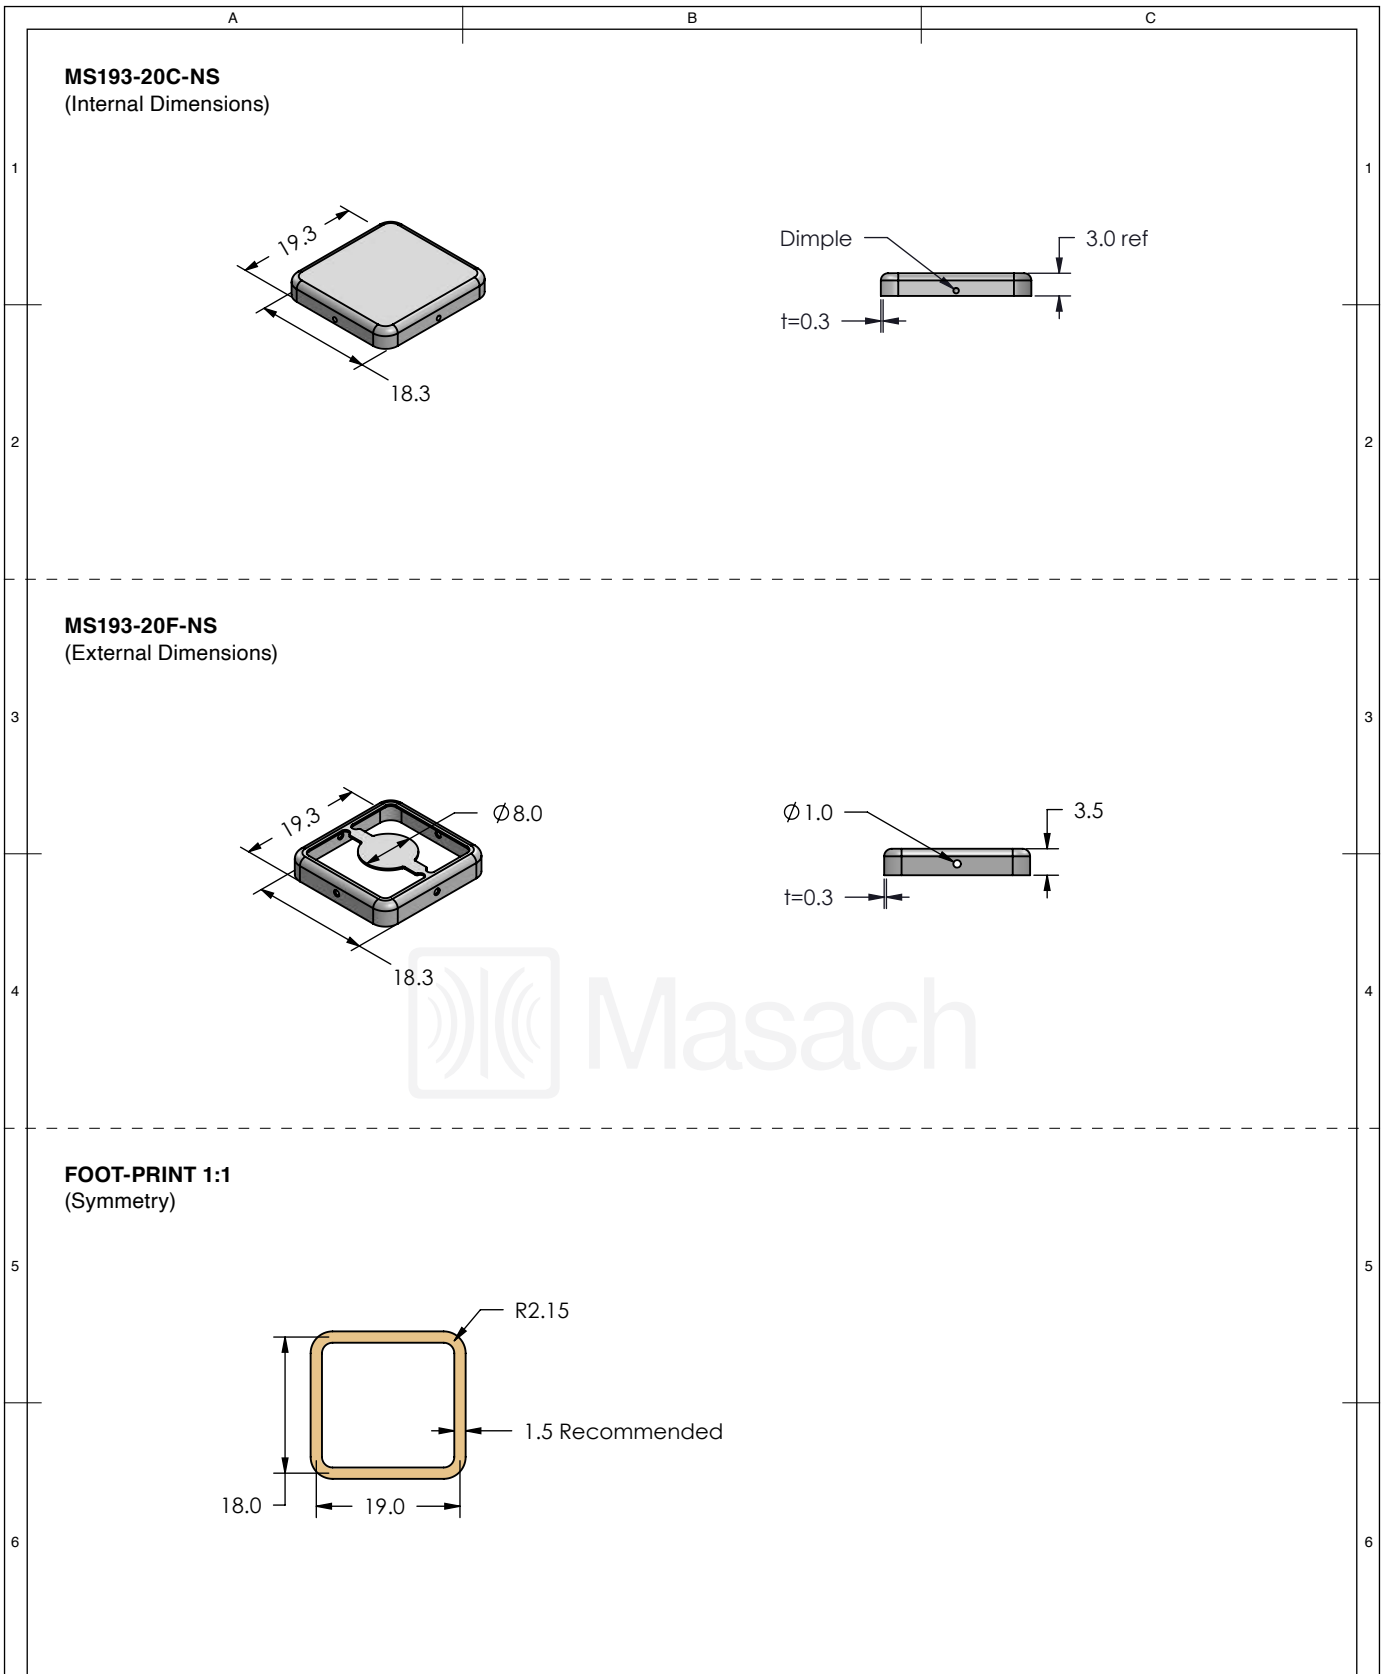 A B C
MS193-20C-NS
(Internal Dimensions)
1 1
19.3
18.3
Dimple
3.0 ref
t=0.3
2 2
MS193-20F-NS
(External Dimensions)
3 3
19.3
Ø8.0
18.3
Ø1.0
3.5
t=0.3
Masach
4 4
FOOT-PRINT 1:1
(Symmetry)
5 5
R2.15
1.5 Recommended
18.0
19.0
6 6